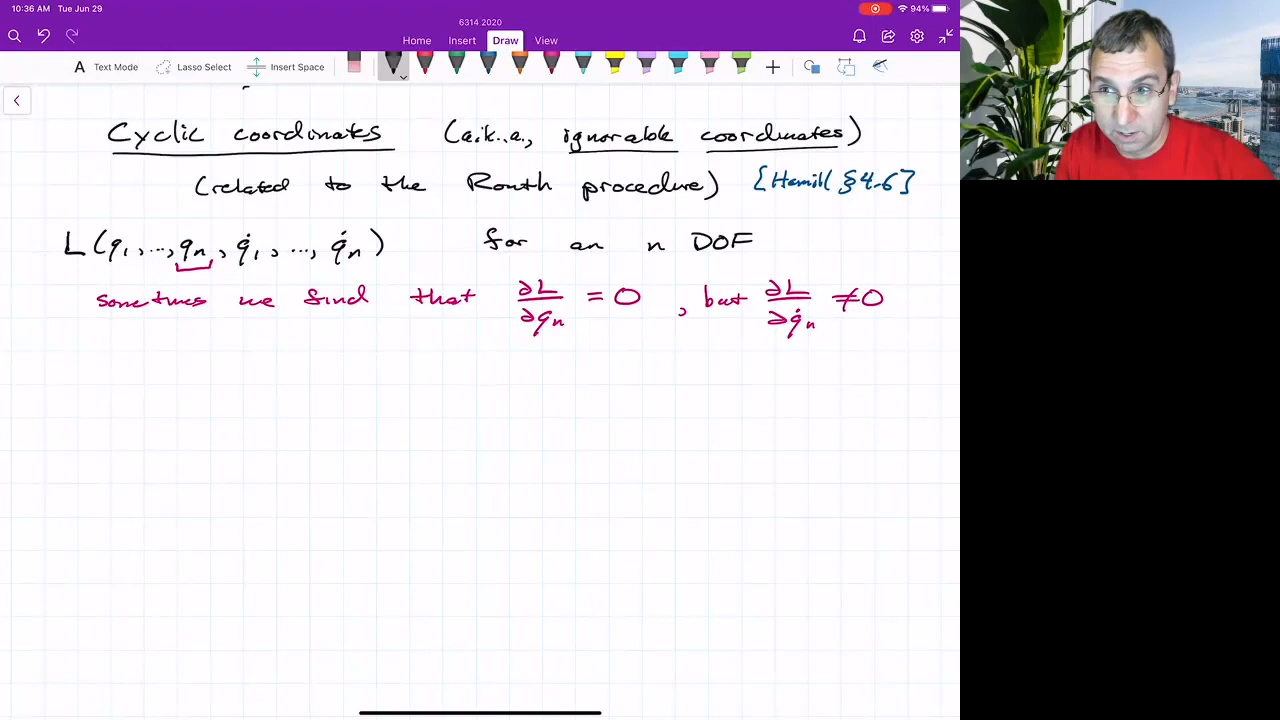 10:36 AM Tue Jun 29
94%
6314 2020
Home Insert Draw View
Text Mode Lasso Select Insert Space
Cyclic coordinates (a.k.a., ignorable coordinates)
(related to the Routh procedure) [Hamill §4.6]
L(q₁, ..., qₙ, q̇₁, ..., q̇ₙ) for an n DOF
sometimes we find that ∂L/∂qₙ = 0, but ∂L/∂q̇ₙ ≠ 0